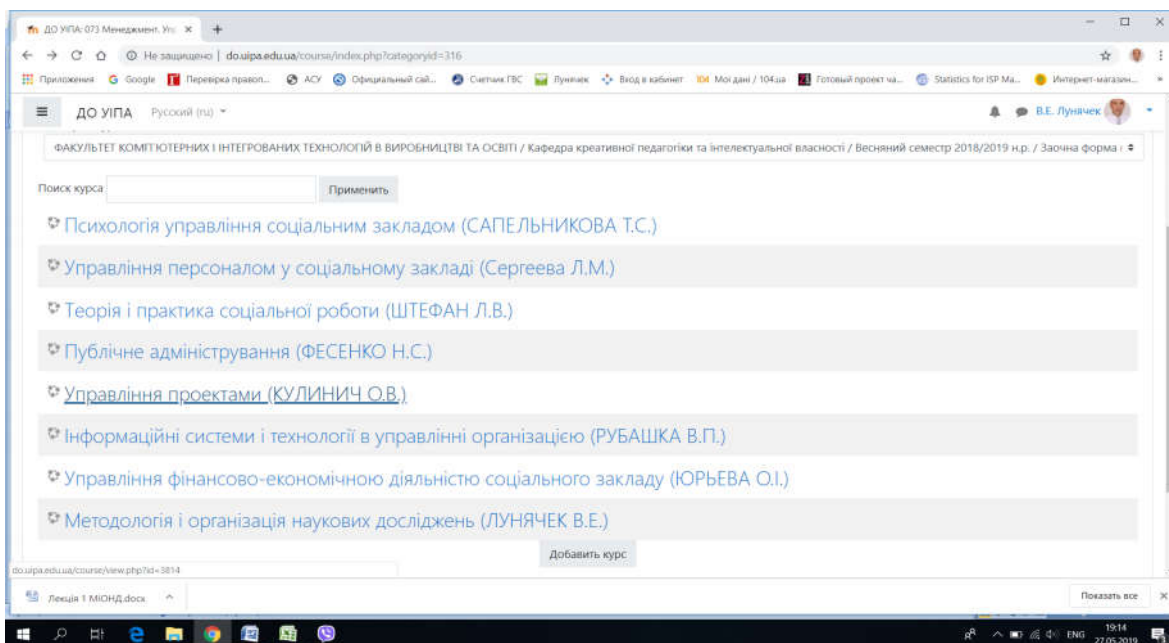 ДО УІПА: 073 Менеджмент. Упр
Не защищено | do.uipa.edu.ua/course/index.php?categoryid=316
Приложения Google Перевірка правоп... АСУ Официальный сай... Счетчик ГВС Лунячек Вход в кабинет Мої дані / 104.ua Готовый проект ча... Statistics for ISP Ma... Интернет-магазин...
ДО УІПА Русский (ru) В.Е. Лунячек
ФАКУЛЬТЕТ КОМП'ЮТЕРНИХ І ІНТЕГРОВАНИХ ТЕХНОЛОГІЙ В ВИРОБНИЦТВІ ТА ОСВІТІ / Кафедра креативної педагогіки та інтелектуальної власності / Весняний семестр 2018/2019 н.р. / Заочна форма
Поиск курса Применить
Психологія управління соціальним закладом (САПЕЛЬНИКОВА Т.С.)
Управління персоналом у соціальному закладі (Сергеева Л.М.)
Теорія і практика соціальної роботи (ШТЕФАН Л.В.)
Публічне адміністрування (ФЕСЕНКО Н.С.)
Управління проектами (КУЛИНИЧ О.В.)
Інформаційні системи і технології в управлінні організацією (РУБАШКА В.П.)
Управління фінансово-економічною діяльністю соціального закладу (ЮРЬЕВА О.І.)
Методологія і організація наукових досліджень (ЛУНЯЧЕК В.Е.)
Добавить курс
do.uipa.edu.ua/course/view.php?id=3814
Лекція 1 МІОНД.docx Показать все
ENG 19:14
27.05.2019